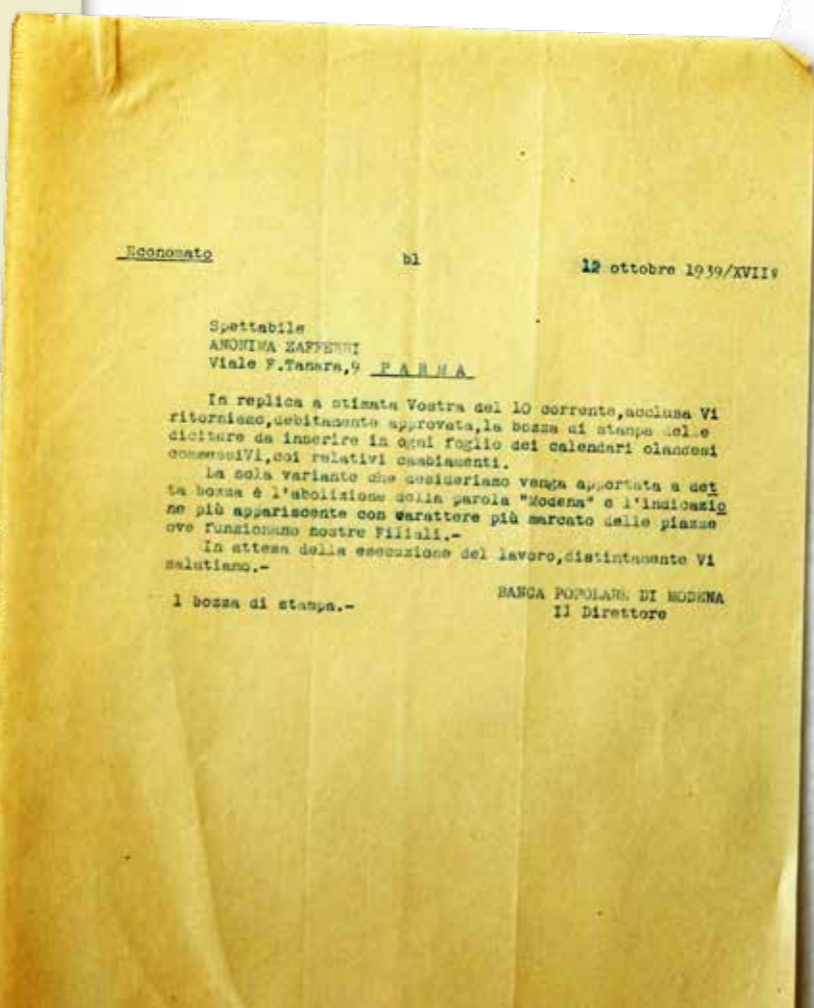 Economato bl 12 ottobre 1939/XVII°
Spettabile
ANONIMA ZAFFERRI
Viale F.Tanara,9 P A R M A
In replica a stimata Vostra del 10 corrente,acclusa Vi
ritorniamo,debitamente approvata,la bozza di stampa delle
diciture da inserire in ogni foglio dei calendari olandesi
commessiVi,coi relativi cambiamenti.
La sola variante che desideriamo venga apportata a det
ta bozza è l'abolizione della parola "Modena" e l'indicazio
ne più appariscente con carattere più marcato delle piazze
ove funzionano nostre Filiali.-
In attesa della esecuzione del lavoro,distintamente Vi
salutiamo.-
BANCA POPOLARE DI MODENA
Il Direttore
1 bozza di stampa.-